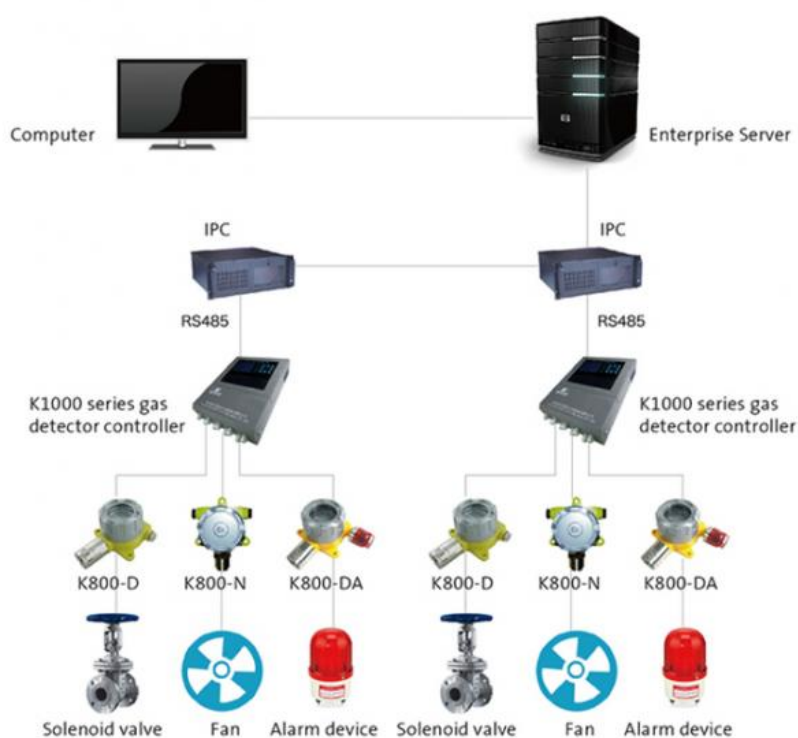 Computer
Enterprise Server
IPC
IPC
RS485
RS485
K1000 series gas
detector controller
K1000 series gas
detector controller
K800-D
K800-N
K800-DA
K800-D
K800-N
K800-DA
Solenoid valve
Fan
Alarm device
Solenoid valve
Fan
Alarm device